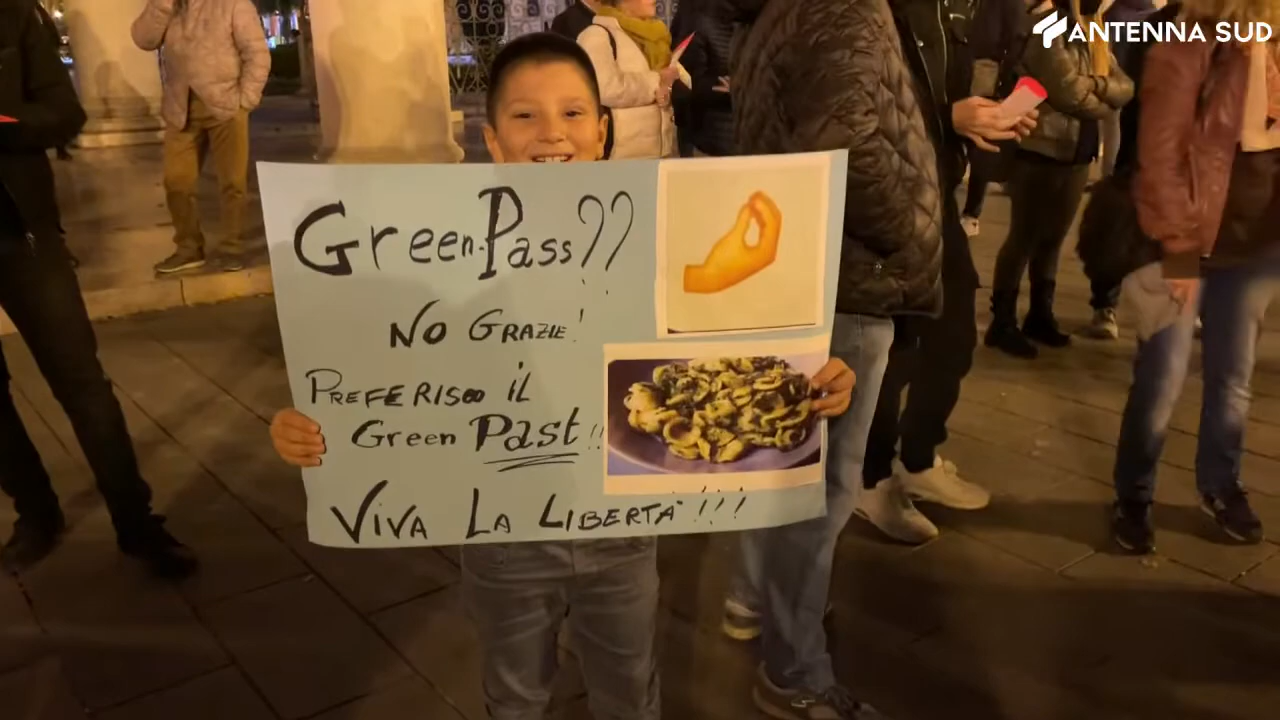 ANTENNA SUD
Green-Pass??
NO GRAZIE!
PREFERISCO iL
Green PAST!!
VIVA LA LIBERTA'!!!